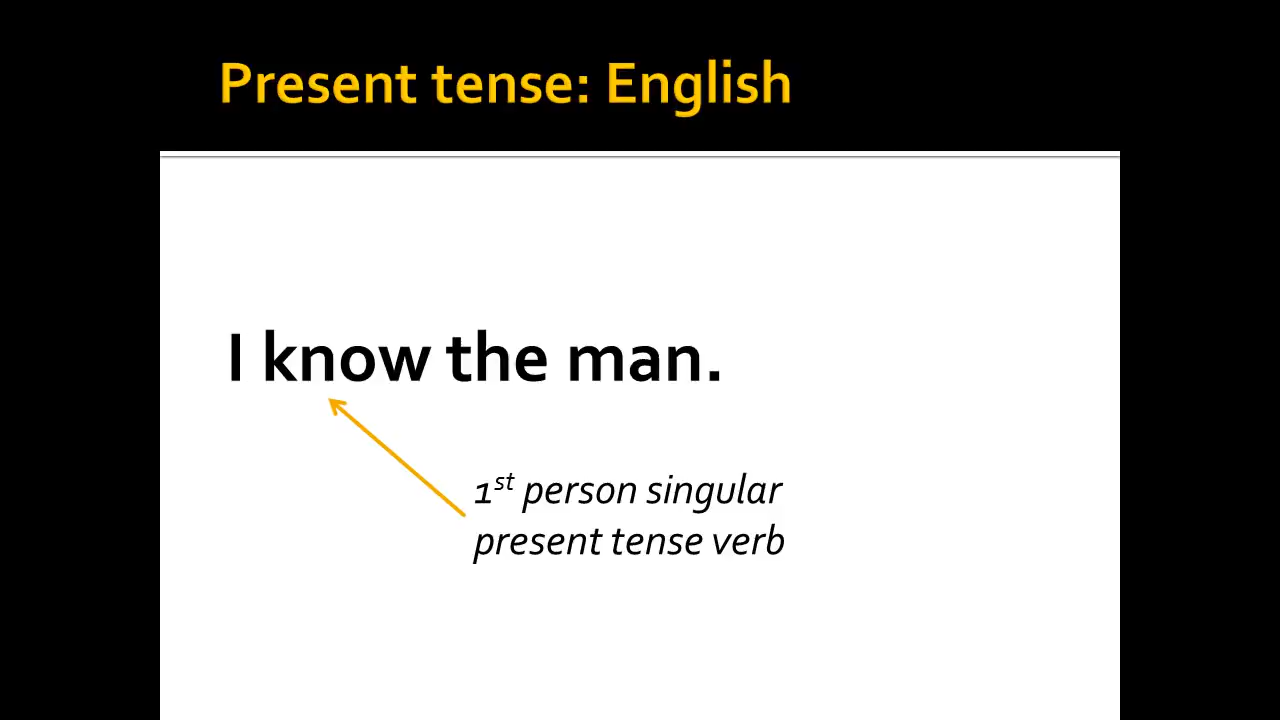 Present tense: English
I know the man.
1st person singular
present tense verb